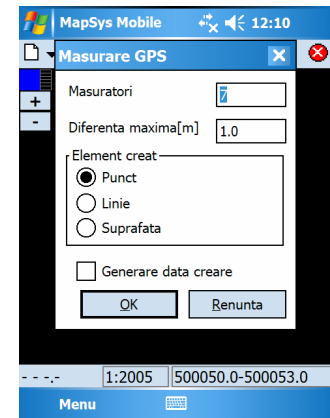 MapSys Mobile 12:10
Masurare GPS
Masuratori 7
Diferenta maxima[m] 1.0
Element creat
Punct
Linie
Suprafata
Generare data creare
OK Renunta
- - -.- 1:2005 500050.0-500053.0
Menu